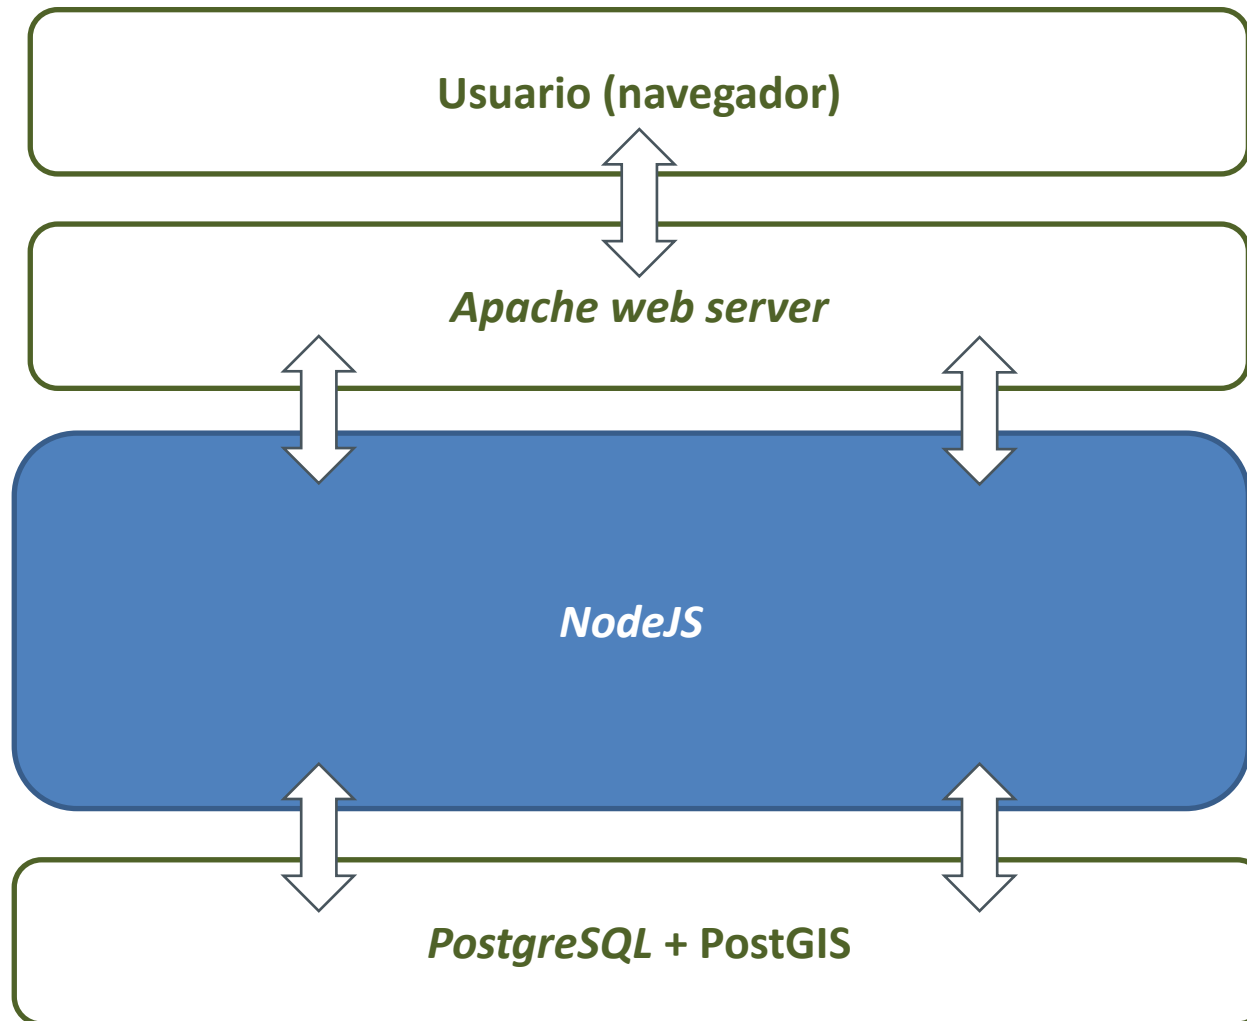 Usuario (navegador)
Apache web server
NodeJS
PostgreSQL + PostGIS